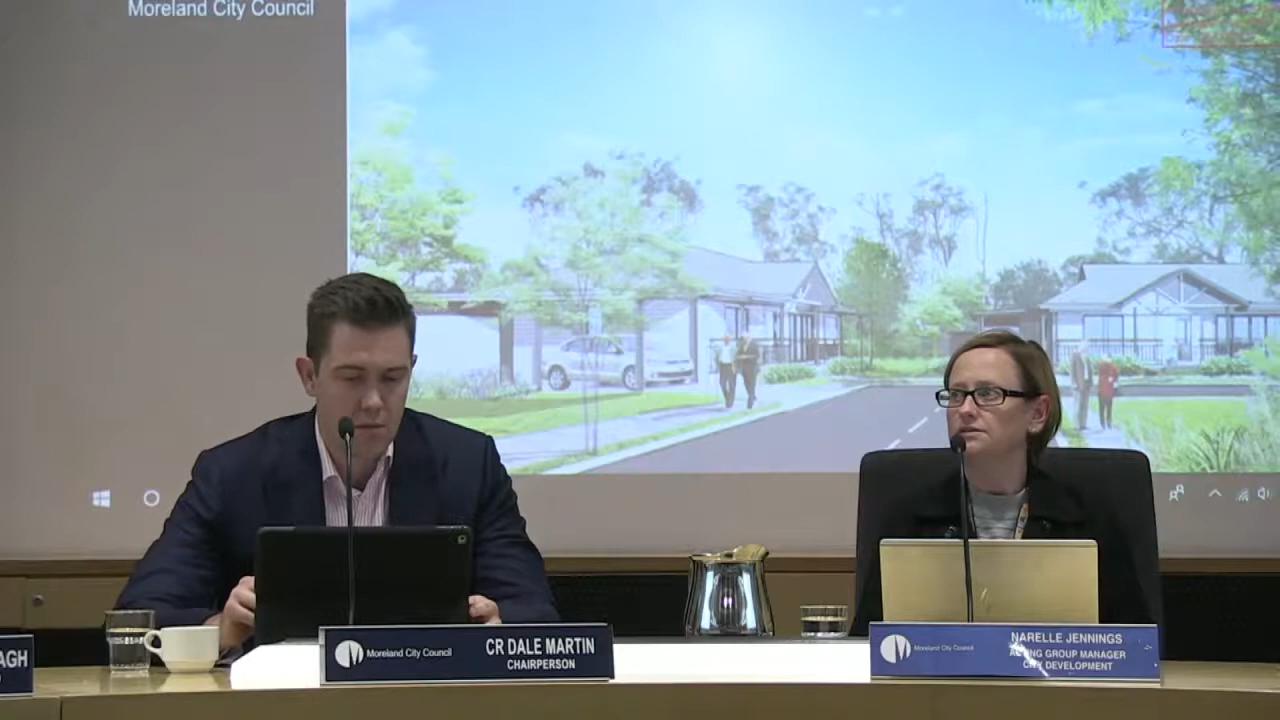 Moreland City Council
AGH
Moreland City Council
CR DALE MARTIN
CHAIRPERSON
Moreland City Council
NARELLE JENNINGS
ACTING GROUP MANAGER
CITY DEVELOPMENT